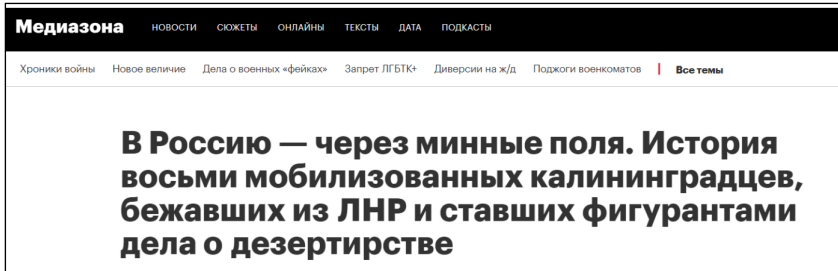 Медиазона НОВОСТИ СЮЖЕТЫ ОНЛАЙНЫ ТЕКСТЫ ДАТА ПОДКАСТЫ
Хроники войны Новое величие Дела о военных «фейках» Запрет ЛГБТК+ Диверсии на ж/д Поджоги военкоматов Все темы
В Россию — через минные поля. История
восьми мобилизованных калининградцев,
бежавших из ЛНР и ставших фигурантами
дела о дезертирстве